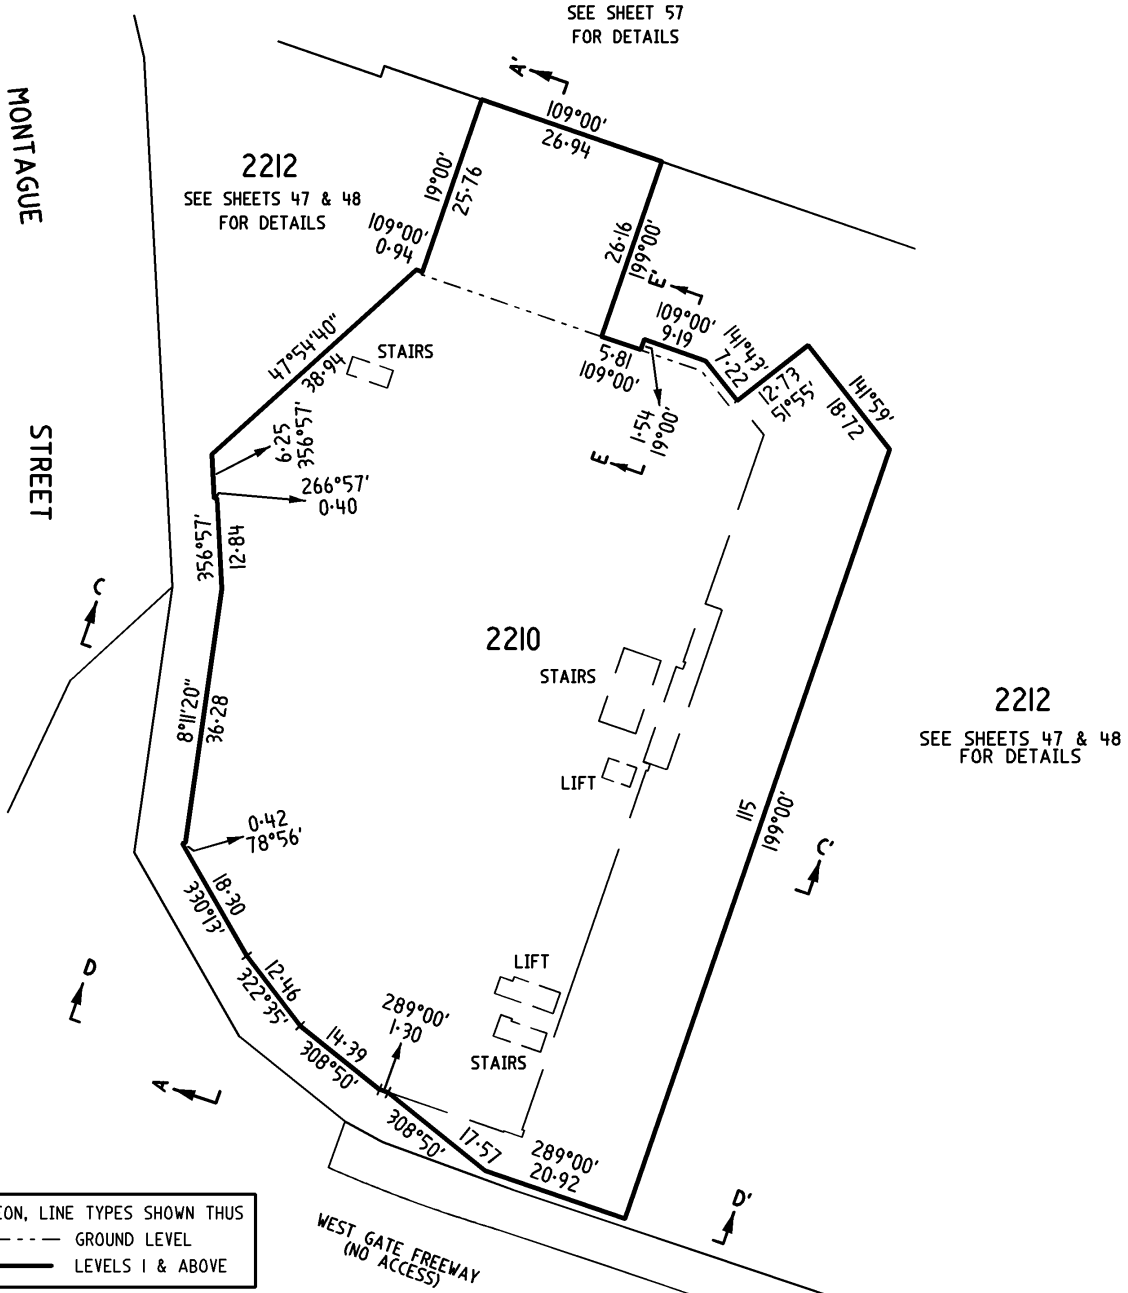 SEE SHEET 57
FOR DETAILS
A'
MONTAGUE
STREET
109°00'
26·94
2212
SEE SHEETS 47 & 48
FOR DETAILS
19°00'
25·76
109°00'
0·94
26·16
199°00'
E'
109°00'
9·19
141°43'
7·22
12·73
51°55'
141°59'
18·72
5·81
109°00'
1·54
19°00'
E
47°54'40"
38·94
STAIRS
6·25
356°57'
266°57'
0·40
356°57'
12·84
C
2210
STAIRS
LIFT
2212
SEE SHEETS 47 & 48
FOR DETAILS
8°11'20"
36·28
115
199°00'
C'
0·42
78°56'
18·30
330°13'
D
12·46
322°35'
LIFT
STAIRS
289°00'
1·30
14·39
308°50'
A
308°50'
17·57
289°00'
20·92
D'
WEST GATE FREEWAY
(NO ACCESS)
ION, LINE TYPES SHOWN THUS
GROUND LEVEL
LEVELS 1 & ABOVE